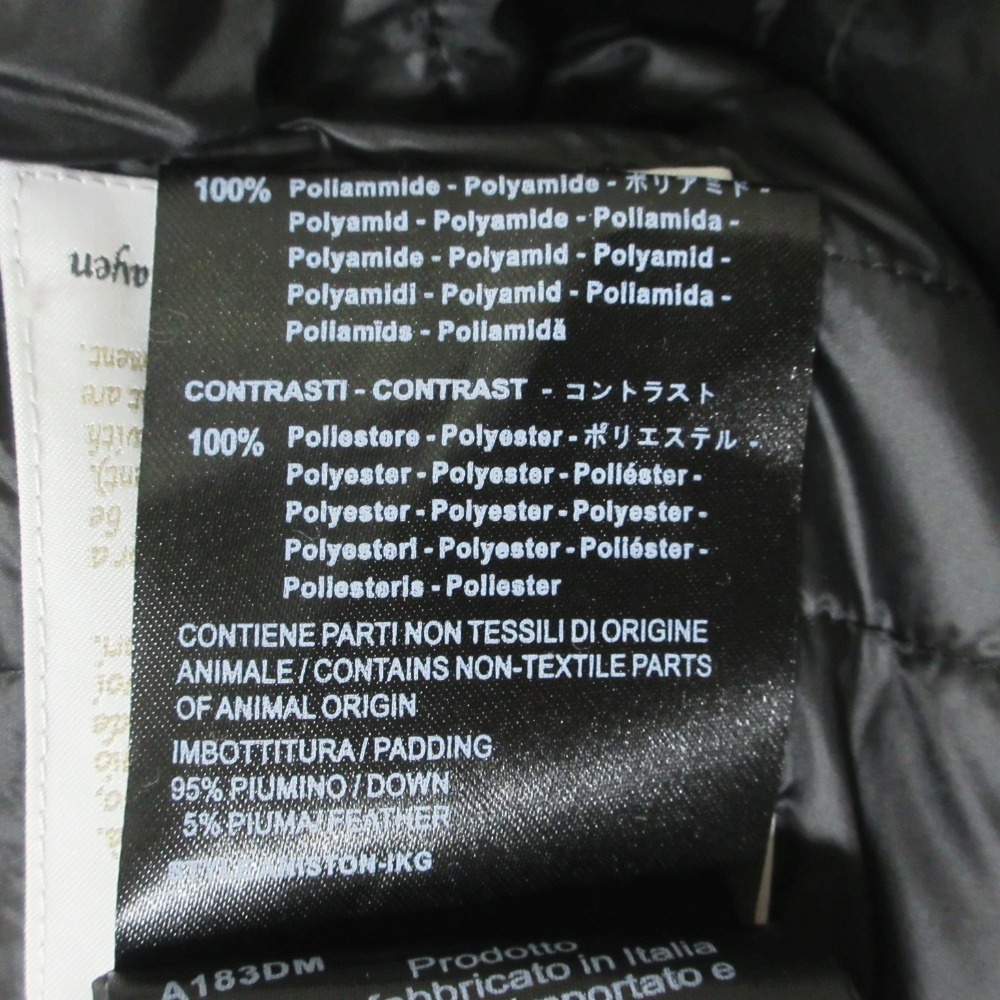 100% Poliammide - Polyamide - ポリアミド -
Polyamid - Polyamide - Poliamida -
Polyamide - Polyamid - Polyamid -
Polyamidi - Polyamid - Poliamida -
Poliamīds - Poliamidă
CONTRASTI - CONTRAST - コントラスト
100% Poliestere - Polyester - ポリエステル -
Polyester - Polyester - Poliéster -
Polyester - Polyester - Polyester -
Polyesteri - Polyester - Poliéster -
Poliesteris - Poliester
CONTIENE PARTI NON TESSILI DI ORIGINE
ANIMALE / CONTAINS NON-TEXTILE PARTS
OF ANIMAL ORIGIN
IMBOTTITURA / PADDING
95% PIUMINO / DOWN
5% PIUMA / FEATHER
A183DM
Prodotto
fabbricato in Italia